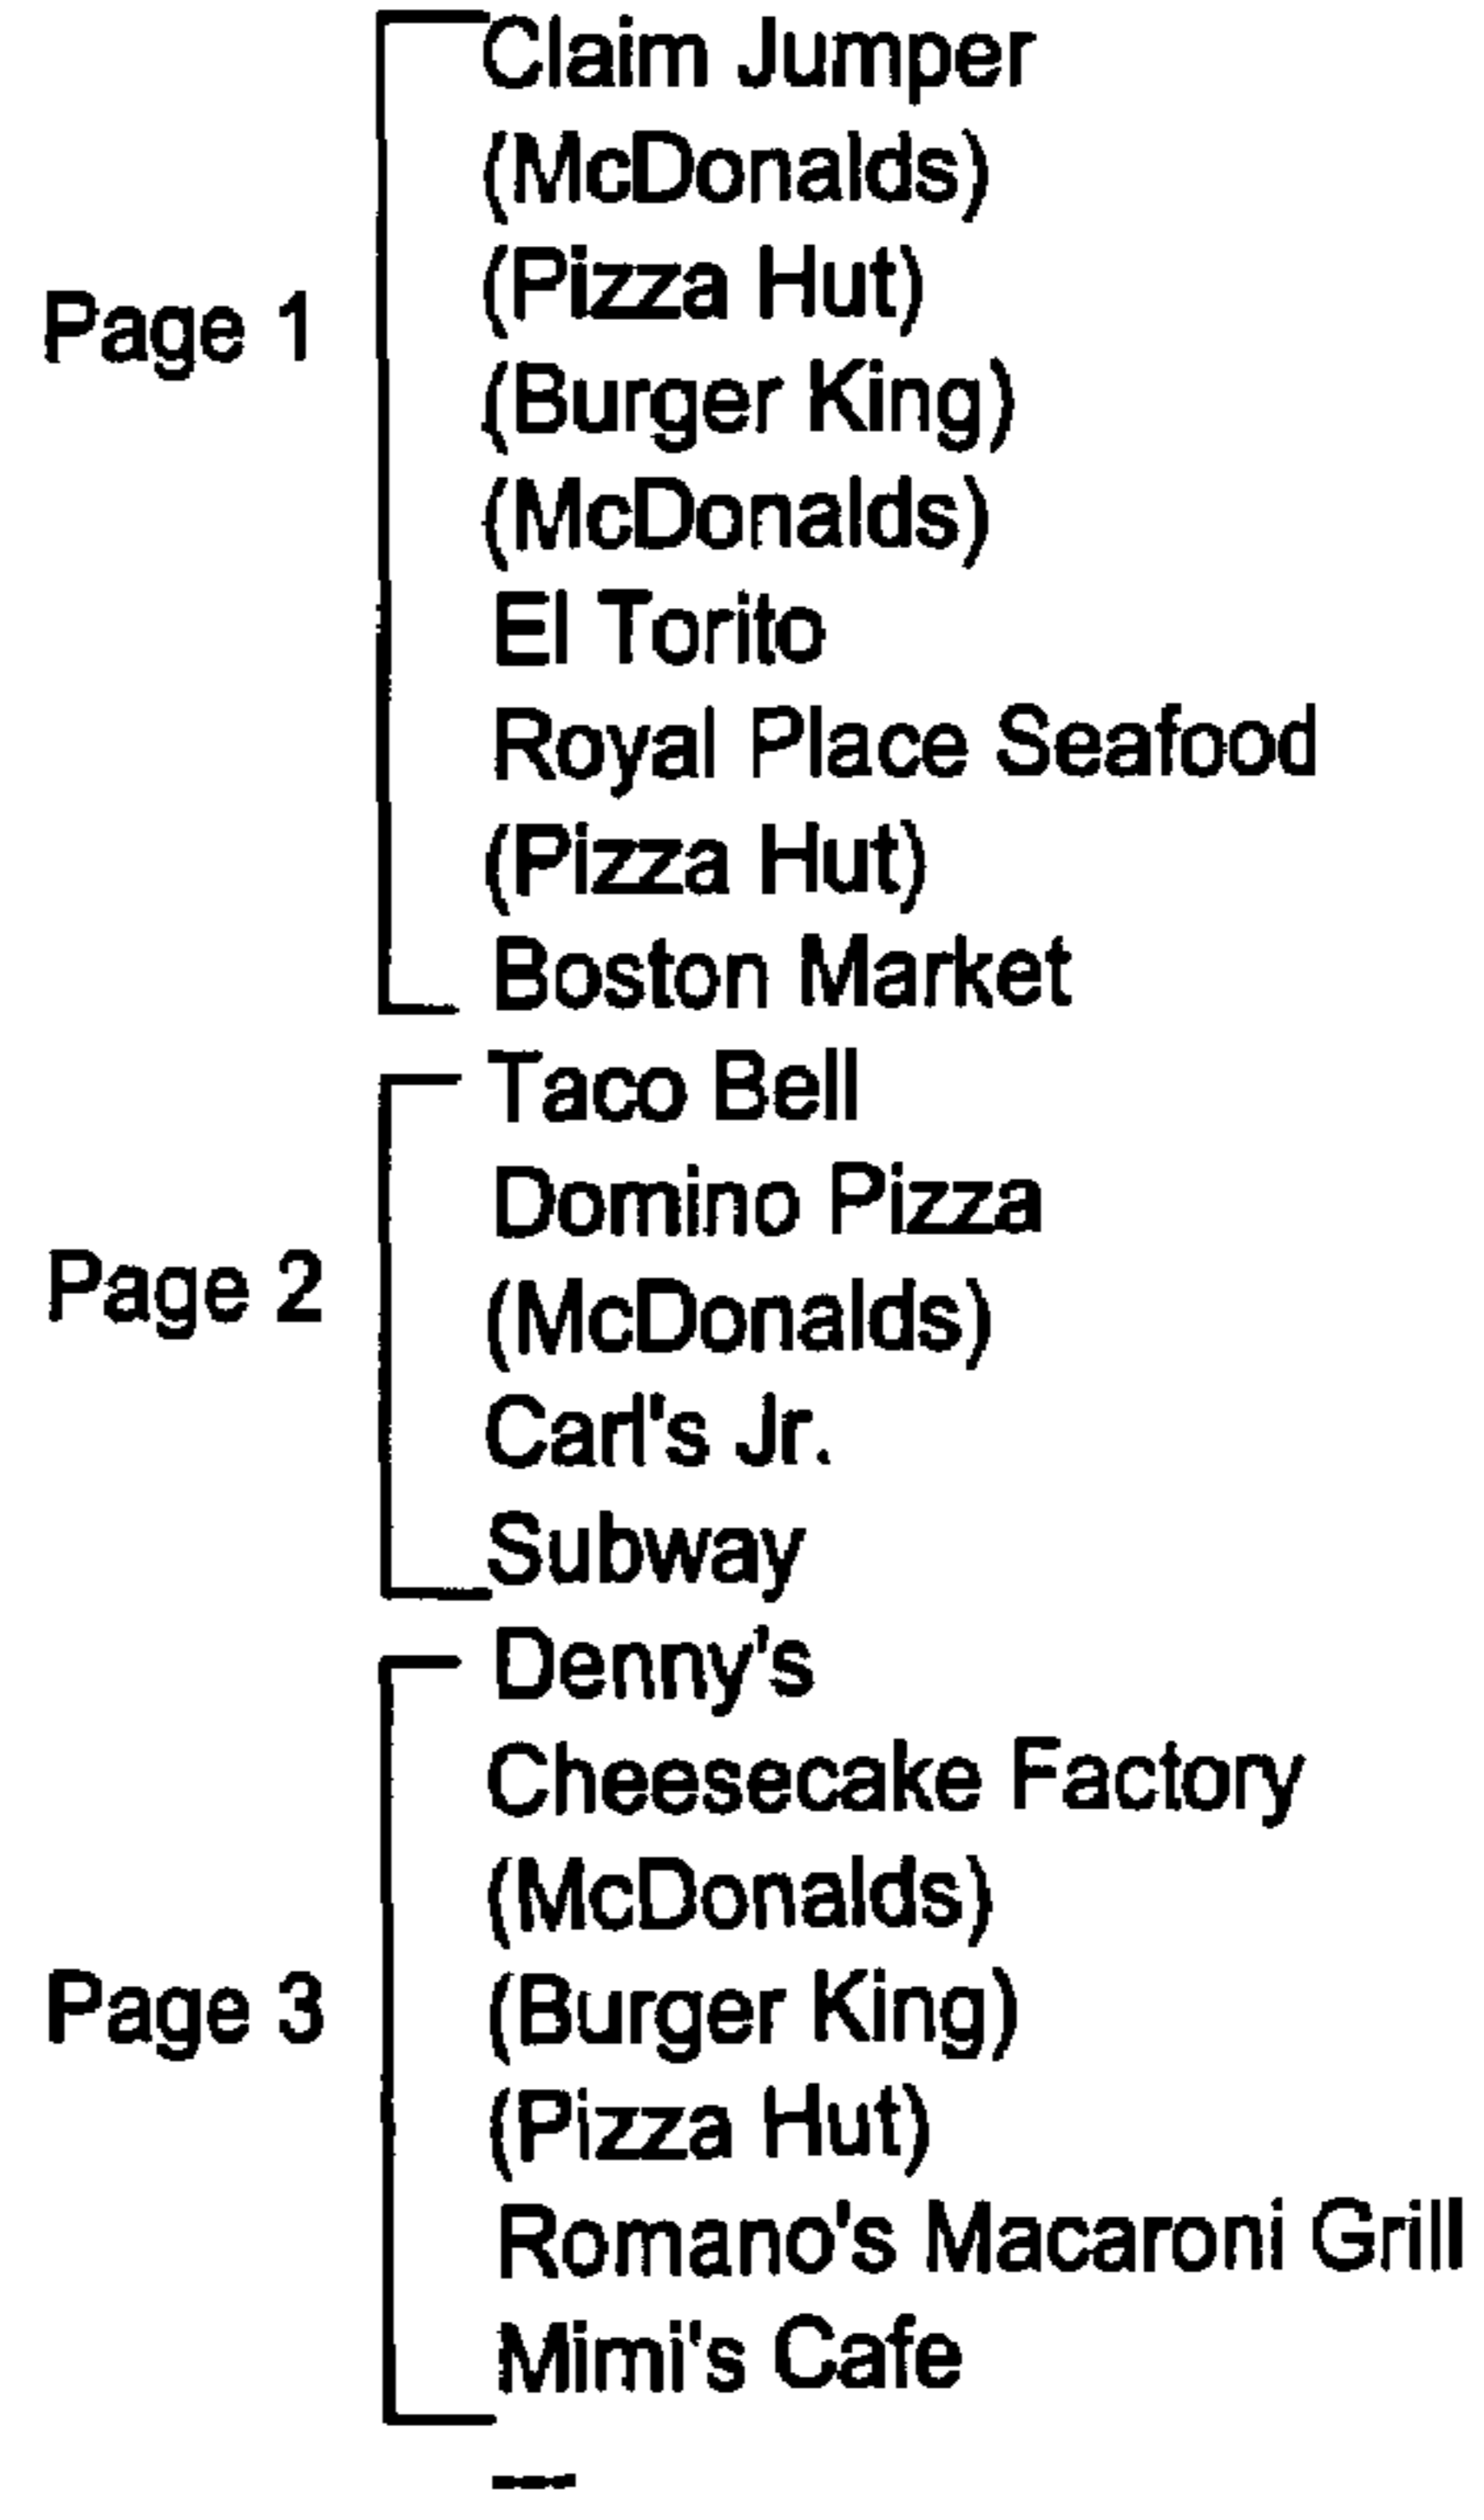 Page 1
Claim Jumper
(McDonalds)
(Pizza Hut)
(Burger King)
(McDonalds)
El Torito
Royal Place Seafood
(Pizza Hut)
Boston Market
Page 2
Taco Bell
Domino Pizza
(McDonalds)
Carl's Jr.
Subway
Page 3
Denny's
Cheesecake Factory
(McDonalds)
(Burger King)
(Pizza Hut)
Romano's Macaroni Grill
Mimi's Cafe
---